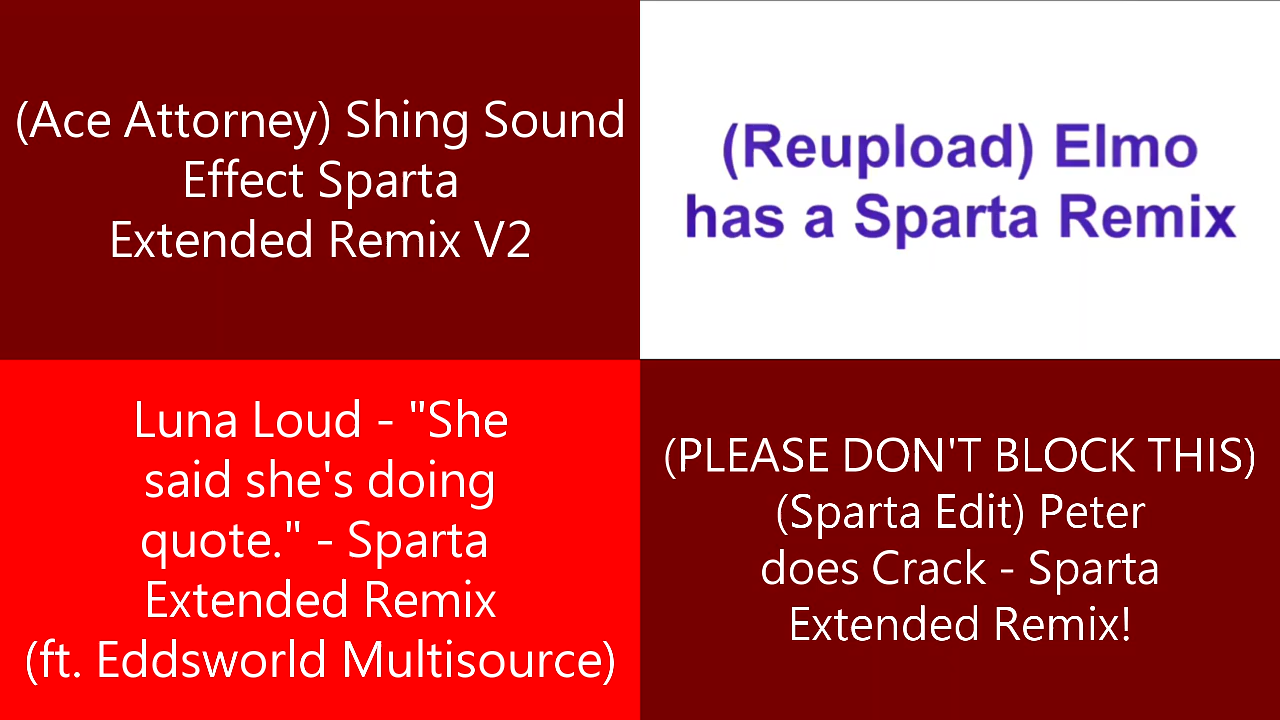 (Ace Attorney) Shing Sound
Effect Sparta
Extended Remix V2
(Reupload) Elmo
has a Sparta Remix
Luna Loud - "She
said she's doing
quote." - Sparta
Extended Remix
(ft. Eddsworld Multisource)
(PLEASE DON'T BLOCK THIS)
(Sparta Edit) Peter
does Crack - Sparta
Extended Remix!